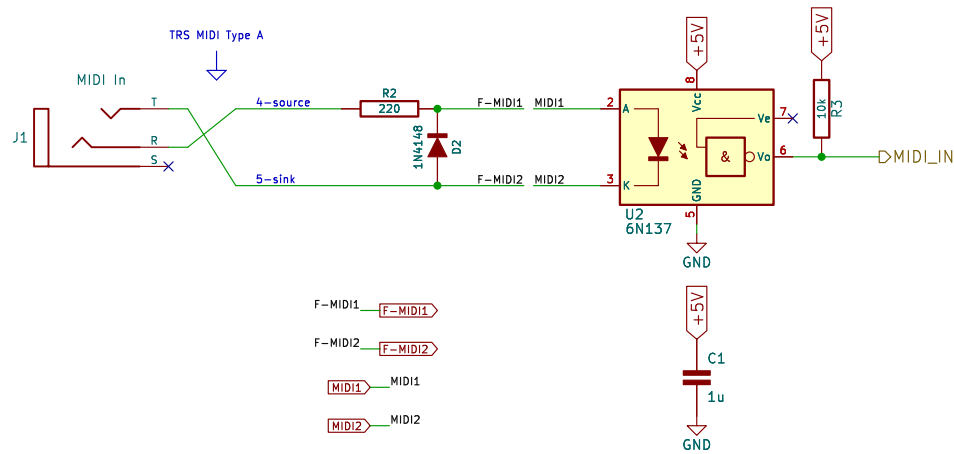 TRS MIDI Type A
+5V
+5V
MIDI In
J1
T
R
S
4-source
5-sink
R2
220
1N4148
D2
F-MIDI1
MIDI1
F-MIDI2
MIDI2
2
A
3
K
8
Vcc
&
Ve
7
Vo
6
GND
5
U2
6N137
GND
10k
R3
MIDI_IN
F-MIDI1
F-MIDI1
F-MIDI2
F-MIDI2
MIDI1
MIDI1
MIDI2
MIDI2
+5V
C1
1u
GND